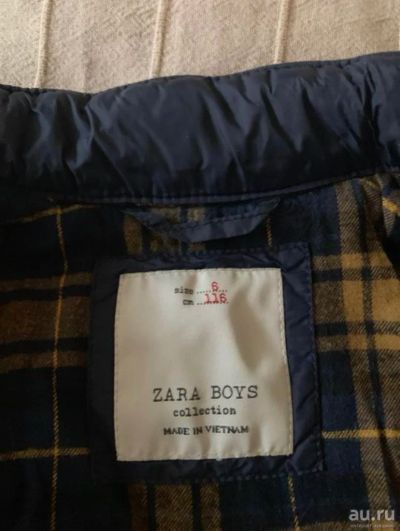 size.....6...
cm ...116...
ZARA BOYS
collection
MADE IN VIETNAM
au.ru